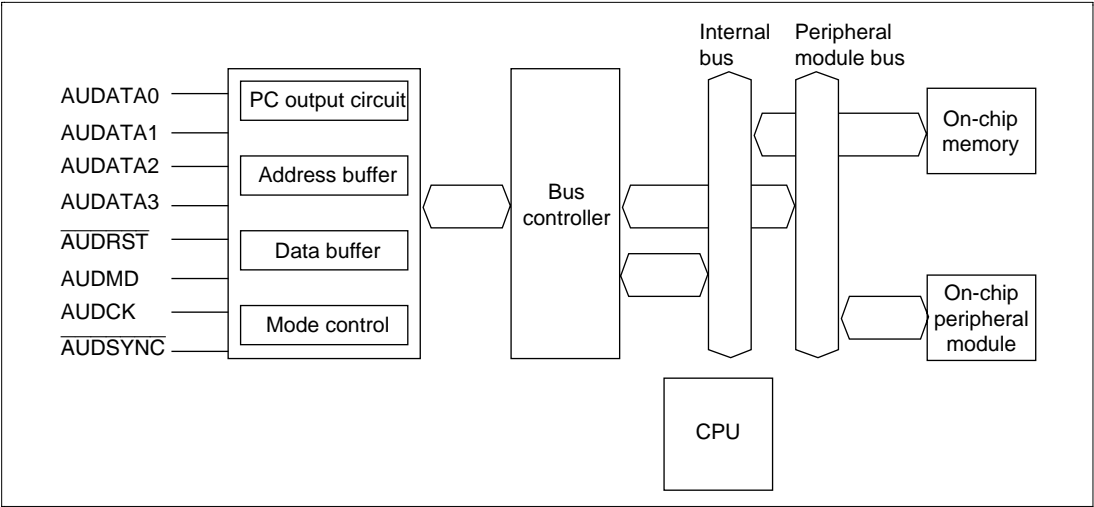 Internal
bus
Peripheral
module bus
AUDATA0
AUDATA1
AUDATA2
AUDATA3
AUDRST
AUDMD
AUDCK
AUDSYNC
PC output circuit
Address buffer
Data buffer
Mode control
Bus
controller
On-chip
memory
On-chip
peripheral
module
CPU